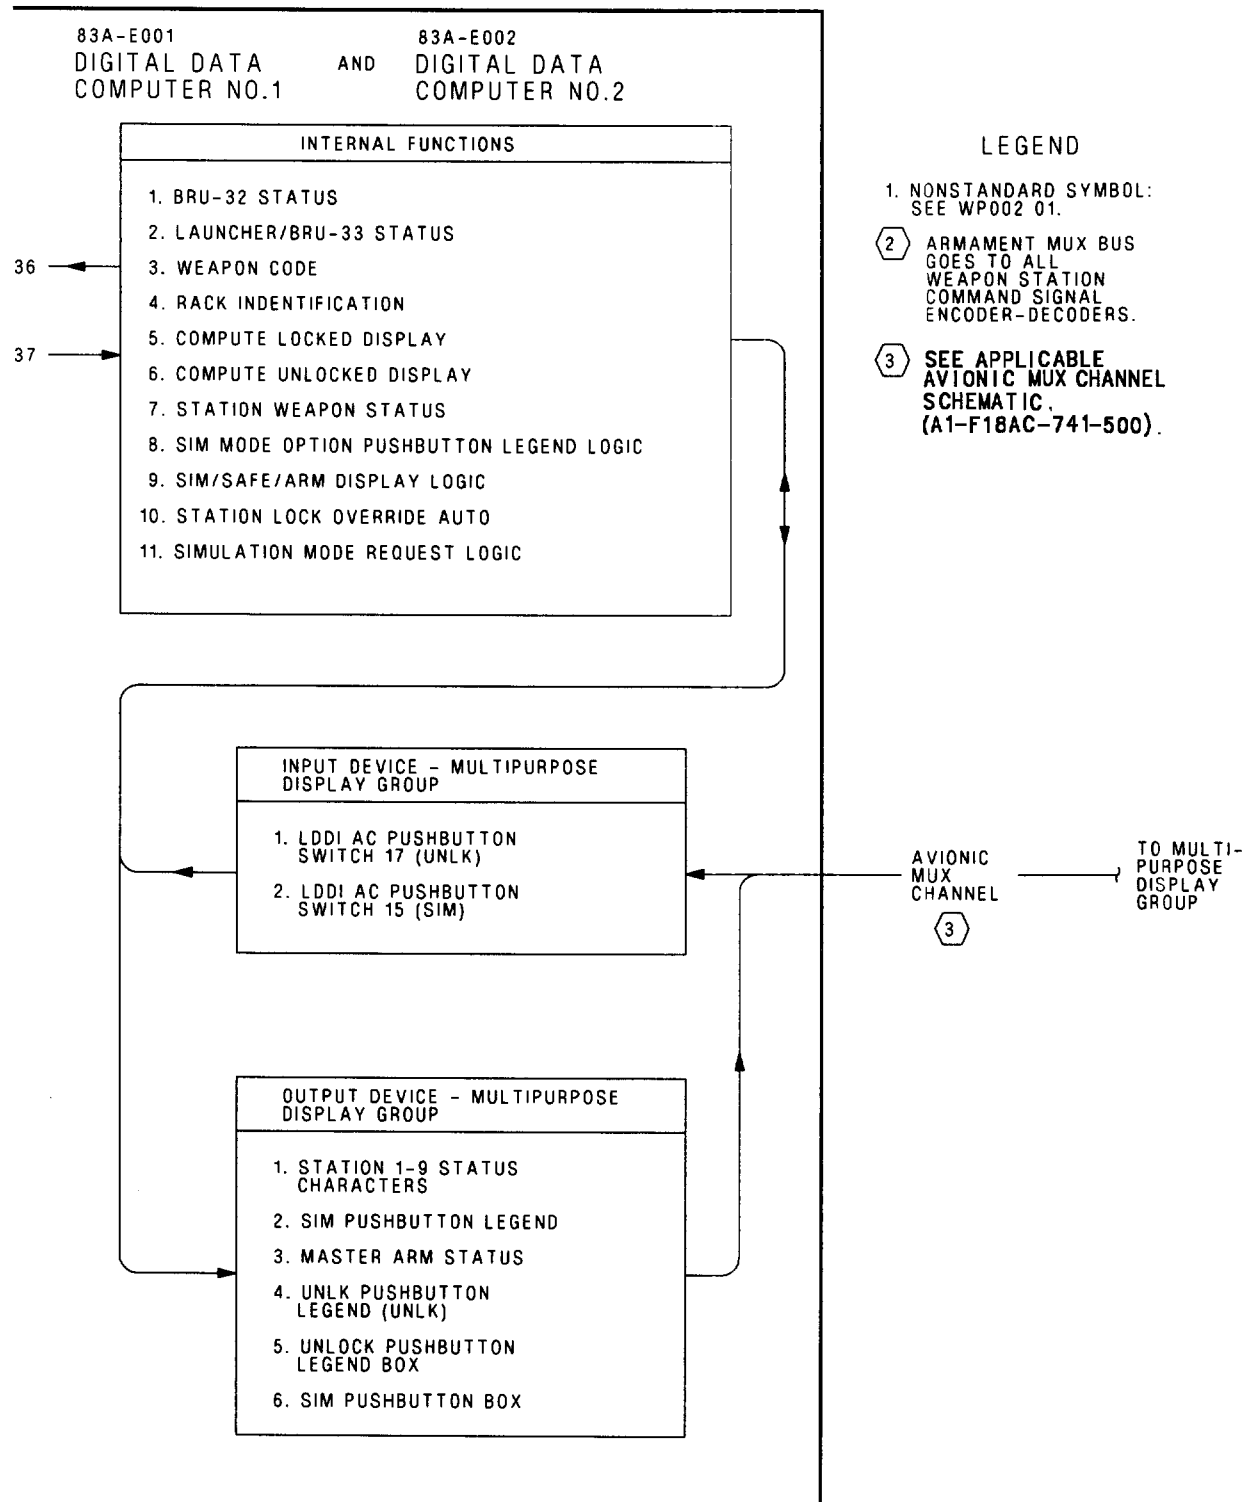 83A-E001
DIGITAL DATA
COMPUTER NO.1
AND
83A-E002
DIGITAL DATA
COMPUTER NO.2
INTERNAL FUNCTIONS
1. BRU-32 STATUS
2. LAUNCHER/BRU-33 STATUS
3. WEAPON CODE
4. RACK INDENTIFICATION
5. COMPUTE LOCKED DISPLAY
6. COMPUTE UNLOCKED DISPLAY
7. STATION WEAPON STATUS
8. SIM MODE OPTION PUSHBUTTON LEGEND LOGIC
9. SIM/SAFE/ARM DISPLAY LOGIC
10. STATION LOCK OVERRIDE AUTO
11. SIMULATION MODE REQUEST LOGIC
36
37
LEGEND
1. NONSTANDARD SYMBOL:
SEE WP002 01.
2 ARMAMENT MUX BUS
GOES TO ALL
WEAPON STATION
COMMAND SIGNAL
ENCODER-DECODERS.
3 SEE APPLICABLE
AVIONIC MUX CHANNEL
SCHEMATIC.
(A1-F18AC-741-500).
INPUT DEVICE - MULTIPURPOSE
DISPLAY GROUP
1. LDDI AC PUSHBUTTON
SWITCH 17 (UNLK)
2. LDDI AC PUSHBUTTON
SWITCH 15 (SIM)
AVIONIC
MUX
CHANNEL
3
TO MULTI-
PURPOSE
DISPLAY
GROUP
OUTPUT DEVICE - MULTIPURPOSE
DISPLAY GROUP
1. STATION 1-9 STATUS
CHARACTERS
2. SIM PUSHBUTTON LEGEND
3. MASTER ARM STATUS
4. UNLK PUSHBUTTON
LEGEND (UNLK)
5. UNLOCK PUSHBUTTON
LEGEND BOX
6. SIM PUSHBUTTON BOX